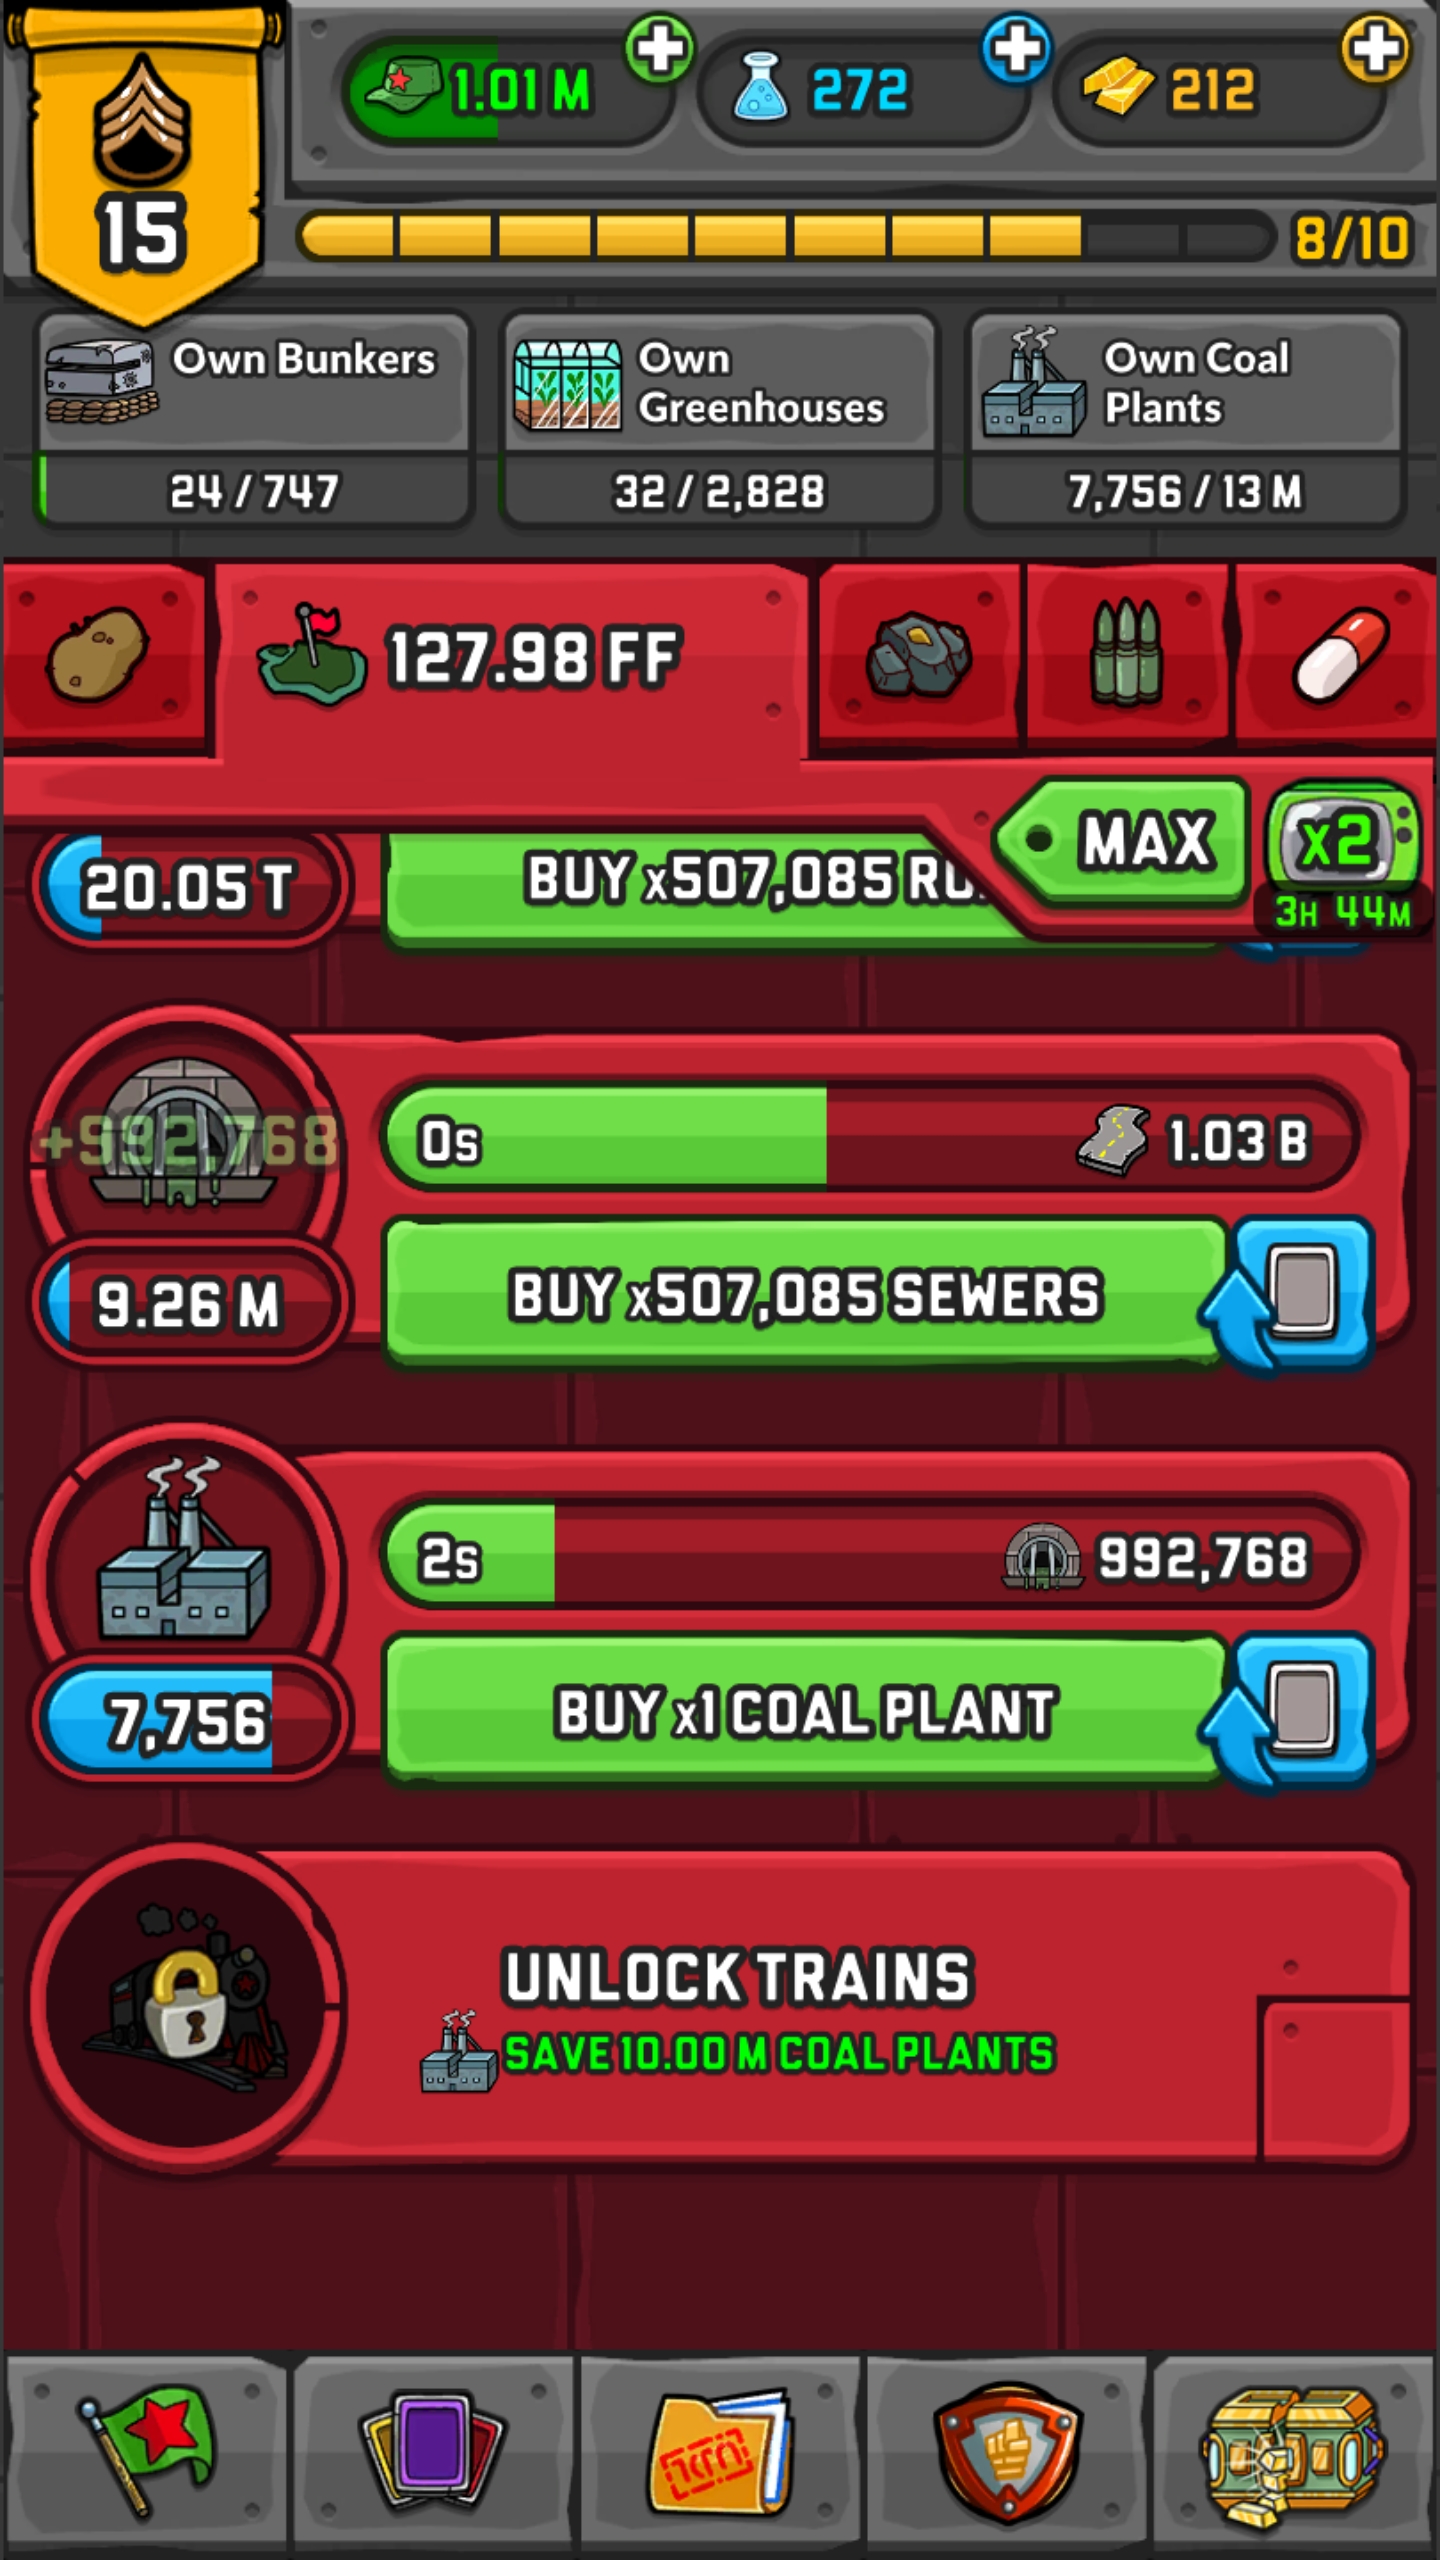 1.01 M
272
212
15
8/10
Own Bunkers
24 / 747
Own
Greenhouses
32 / 2,828
Own Coal
Plants
7,756 / 13 M
127.98 FF
MAX
x2
3H 44M
20.05 T
BUY x507,085
+992,768
0s
1.03 B
9.26 M
BUY x507,085 SEWERS
2s
992,768
7,756
BUY x1 COAL PLANT
UNLOCK TRAINS
SAVE 10.00 M COAL PLANTS